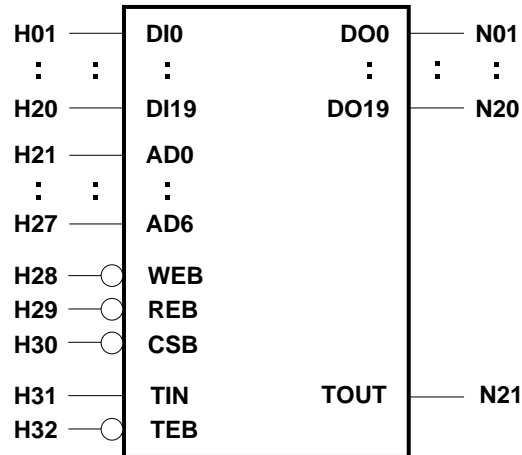 H01 DI0 DO0 N01
: : : : : :
H20 DI19 DO19 N20
H21 AD0
: : :
H27 AD6
H28 WEB
H29 REB
H30 CSB
H31 TIN TOUT N21
H32 TEB